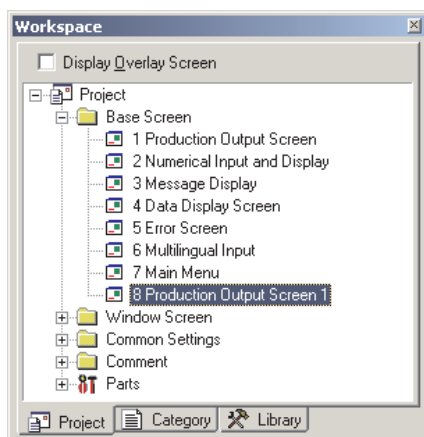 Workspace
Display Overlay Screen
Project
Base Screen
1 Production Output Screen
2 Numerical Input and Display
3 Message Display
4 Data Display Screen
5 Error Screen
6 Multilingual Input
7 Main Menu
8 Production Output Screen 1
Window Screen
Common Settings
Comment
Parts
Project Category Library